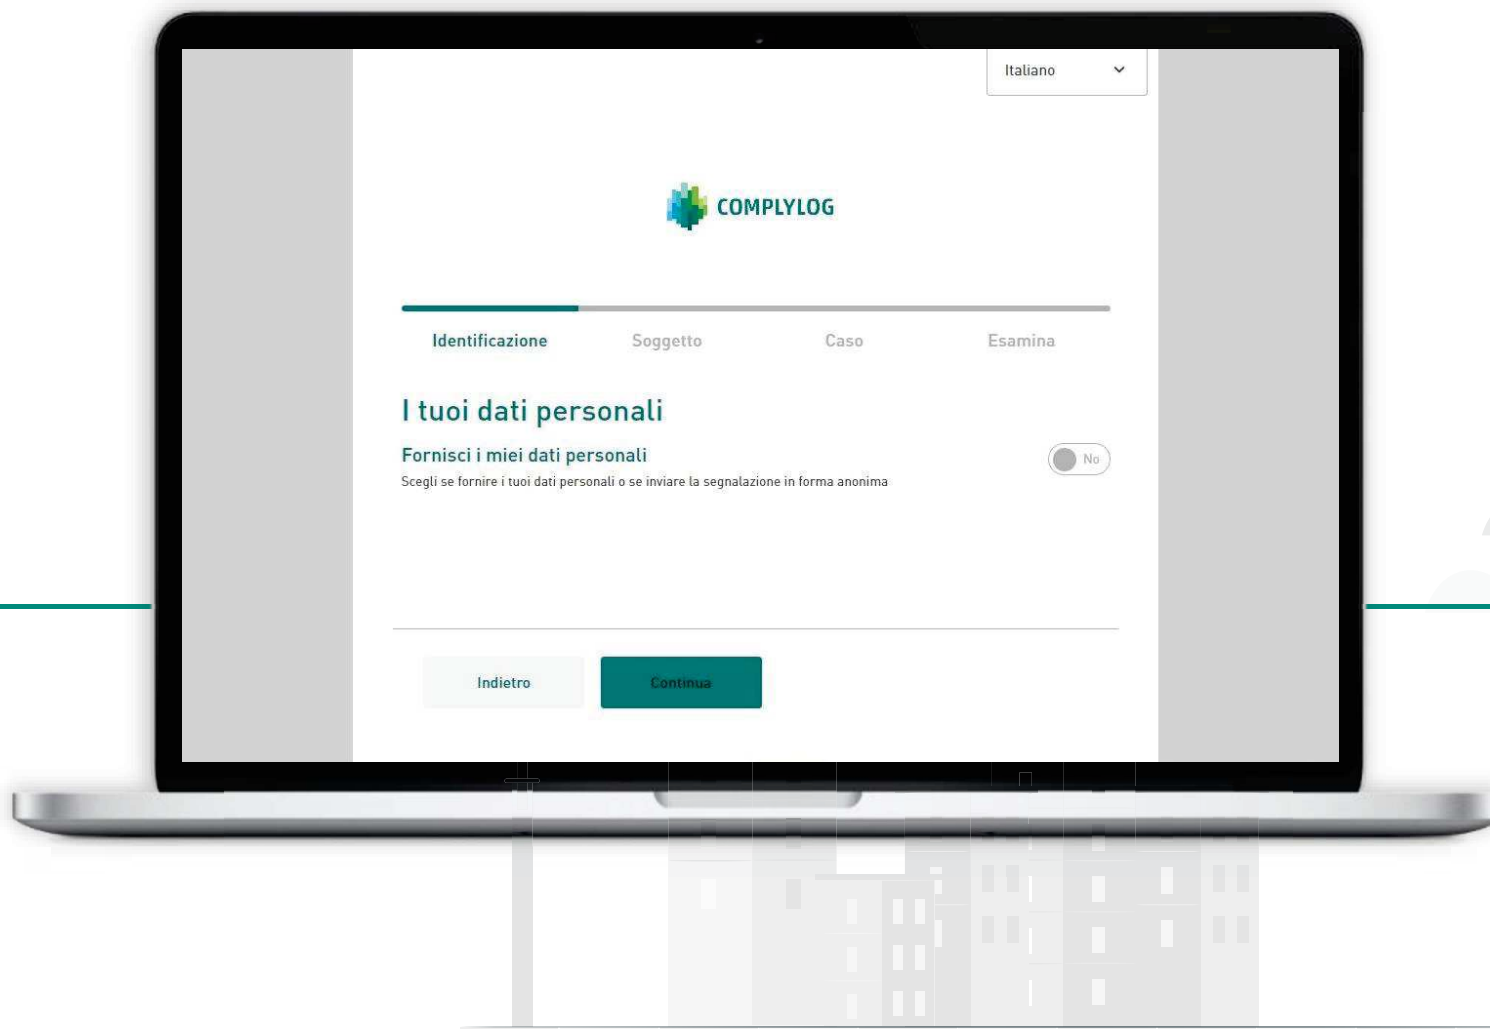 Italiano
COMPLYLOG
Identificazione
Soggetto
Caso
Esamina
I tuoi dati personali
Fornisci i miei dati personali
No
Scegli se fornire i tuoi dati personali o se inviare la segnalazione in forma anonima
Indietro
Continua